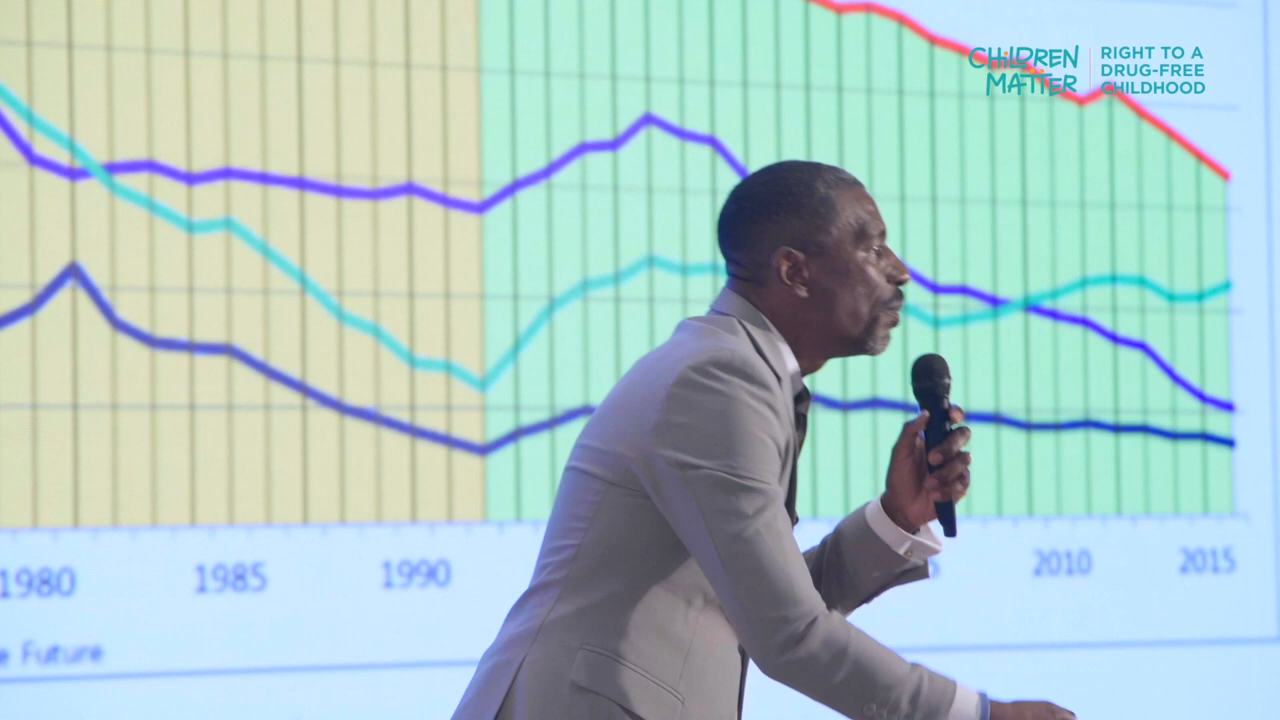 CHiLDREN
MATTER
RIGHT TO A
DRUG-FREE
CHILDHOOD
1980
1985
1990
2010
2015
Future